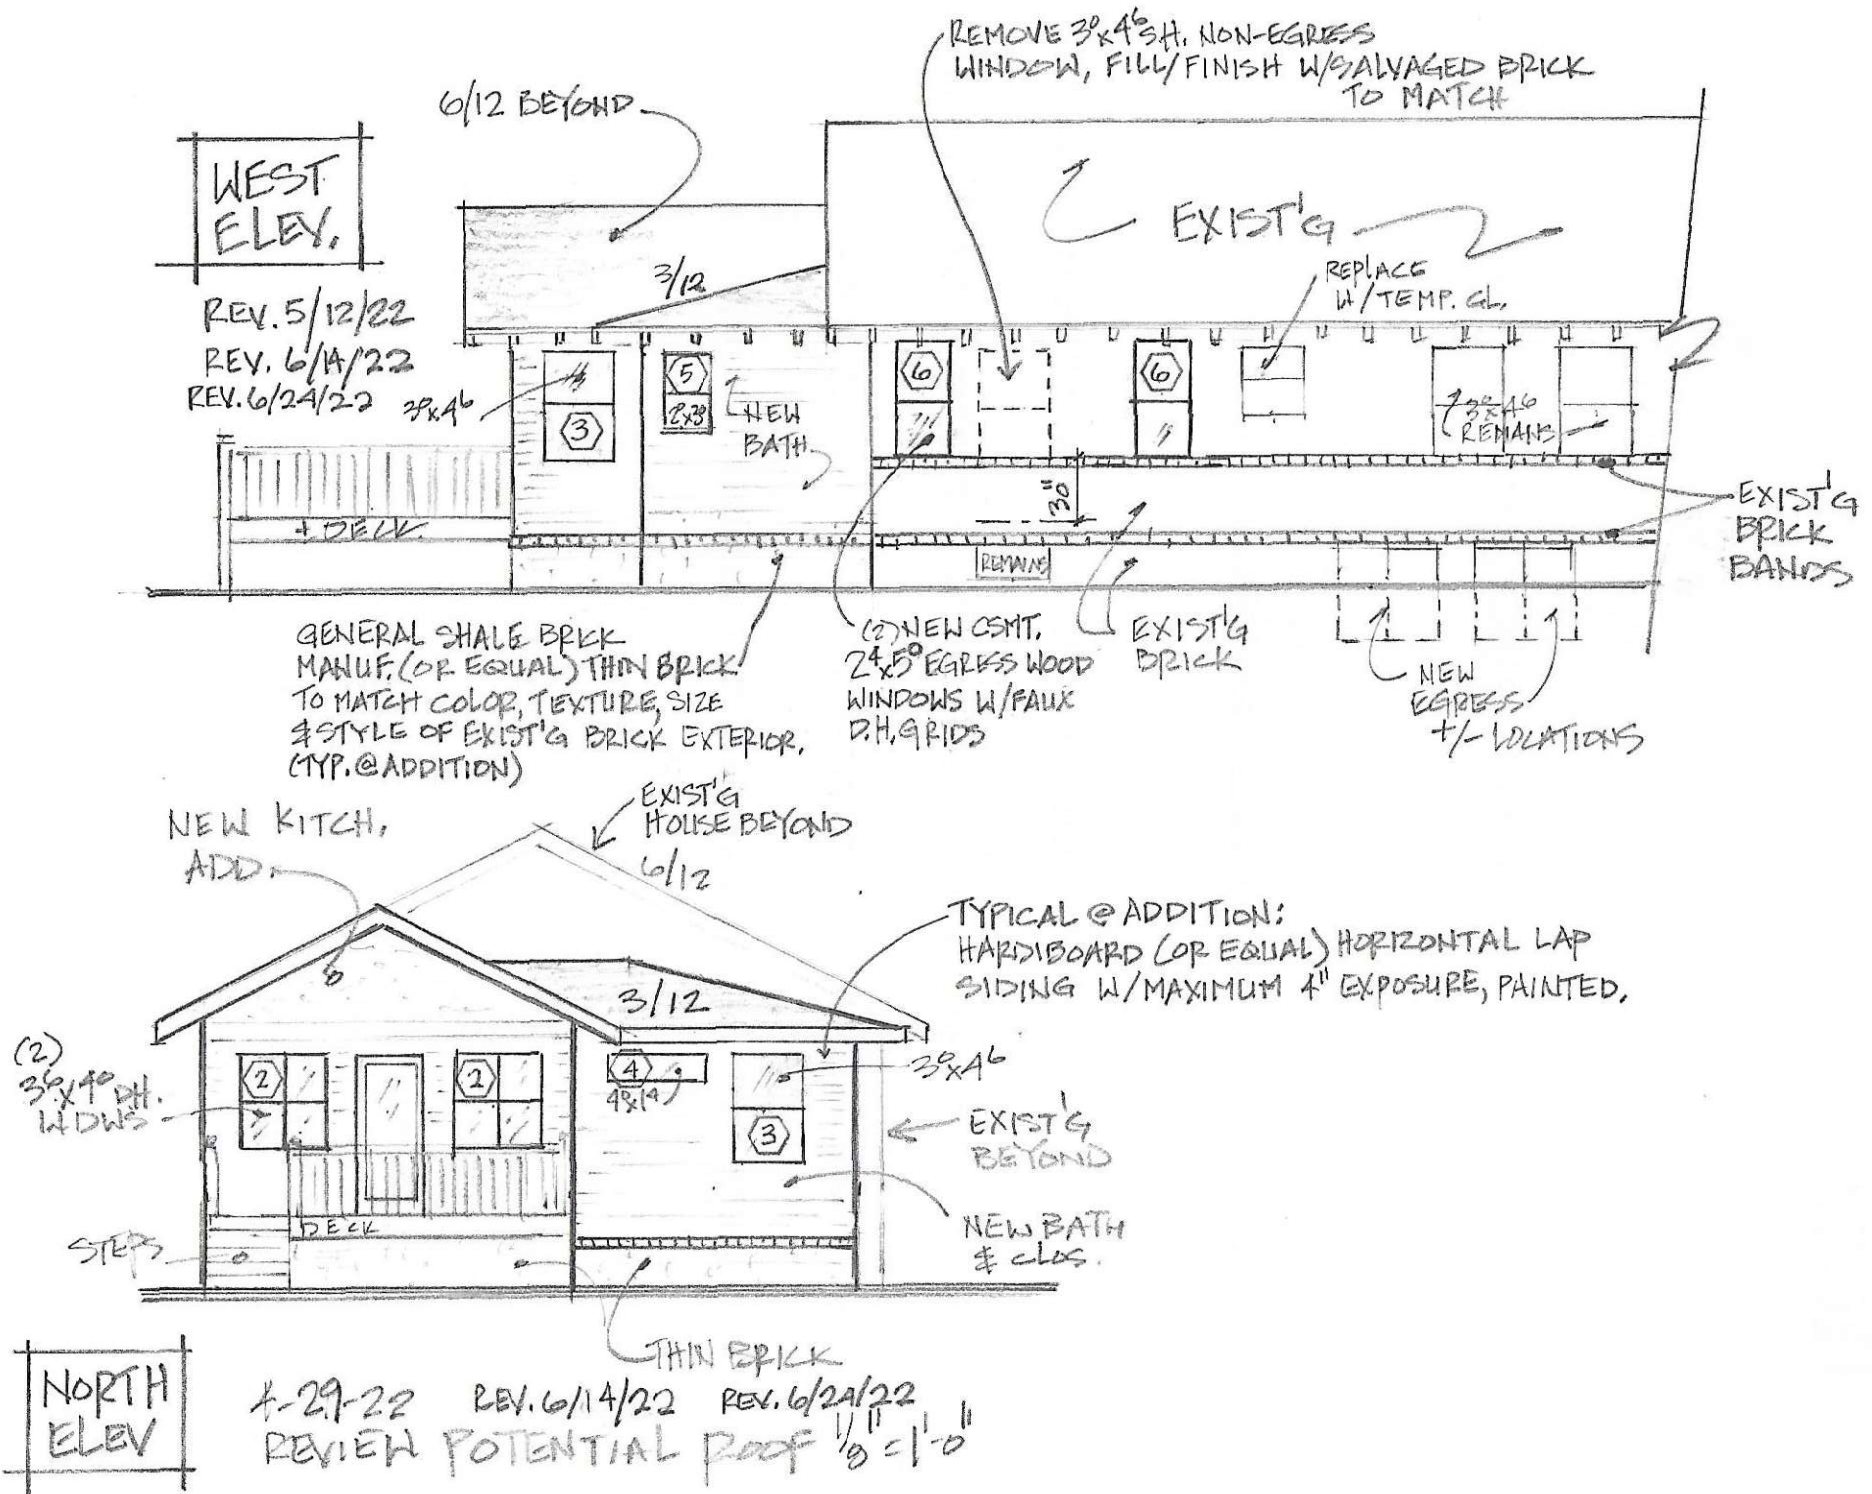 REMOVE 3⁰x4⁶ S.H. NON-EGRESS
WINDOW, FILL/FINISH W/SALVAGED BRICK
TO MATCH
6/12 BEYOND
WEST
ELEV.
REV. 5/12/22
REV. 6/14/22
REV. 6/24/22
EXIST'G
3/12
REPLACE
W/TEMP. GL.
3⁰x4⁶
3
5
2⁰x3⁰
NEW
BATH
6
6
3⁰x4⁶
REMANS
30"
+ DECK
REMAINS
EXIST'G
BRICK
BANDS
GENERAL SHALE BRICK
MANUF. (OR EQUAL) THIN BRICK
TO MATCH COLOR, TEXTURE, SIZE
& STYLE OF EXIST'G BRICK EXTERIOR.
(TYP. @ ADDITION)
(2) NEW CSMT.
2⁴x5⁰ EGRESS WOOD
WINDOWS W/FAUX
D.H. GRIDS
EXIST'G
BRICK
NEW
EGRESS
+/- LOCATIONS
NEW KITCH.
ADD.
EXIST'G
HOUSE BEYOND
6/12
TYPICAL @ ADDITION:
HARDIBOARD (OR EQUAL) HORIZONTAL LAP
SIDING W/MAXIMUM 4" EXPOSURE, PAINTED.
3/12
(2)
3⁶x4⁰ DH.
WDWS
2
2
4
3
3⁰x4⁶
EXIST'G
BEYOND
DECK
STEPS
NEW BATH
& CLOS.
THIN BRICK
NORTH
ELEV
4-29-22 REV. 6/14/22 REV. 6/24/22
REVIEW POTENTIAL ROOF 1/8" = 1'-0"